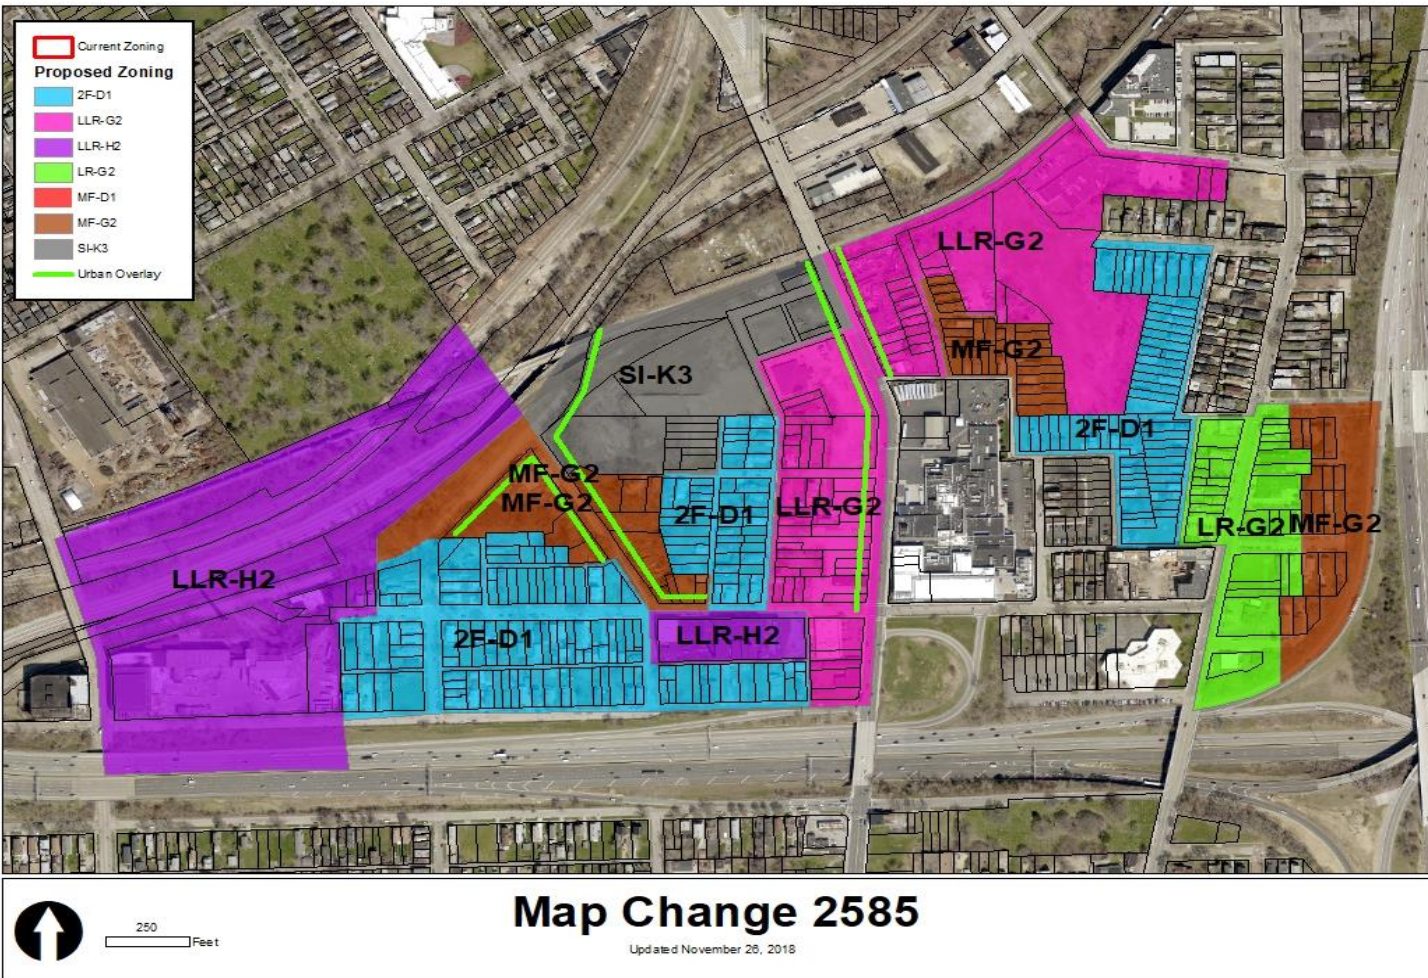 Current Zoning
Proposed Zoning
2F-D1
LLR-G2
LLR-H2
LR-G2
MF-D1
MF-G2
SI-K3
Urban Overlay
LLR-G2
MF-G2
SI-K3
2F-D1
MF-G2
MF-G2
LLR-G2
2F-D1
LR-G2
MF-G2
LLR-H2
2F-D1
LLR-H2
250
Feet
Map Change 2585
Updated November 26, 2018